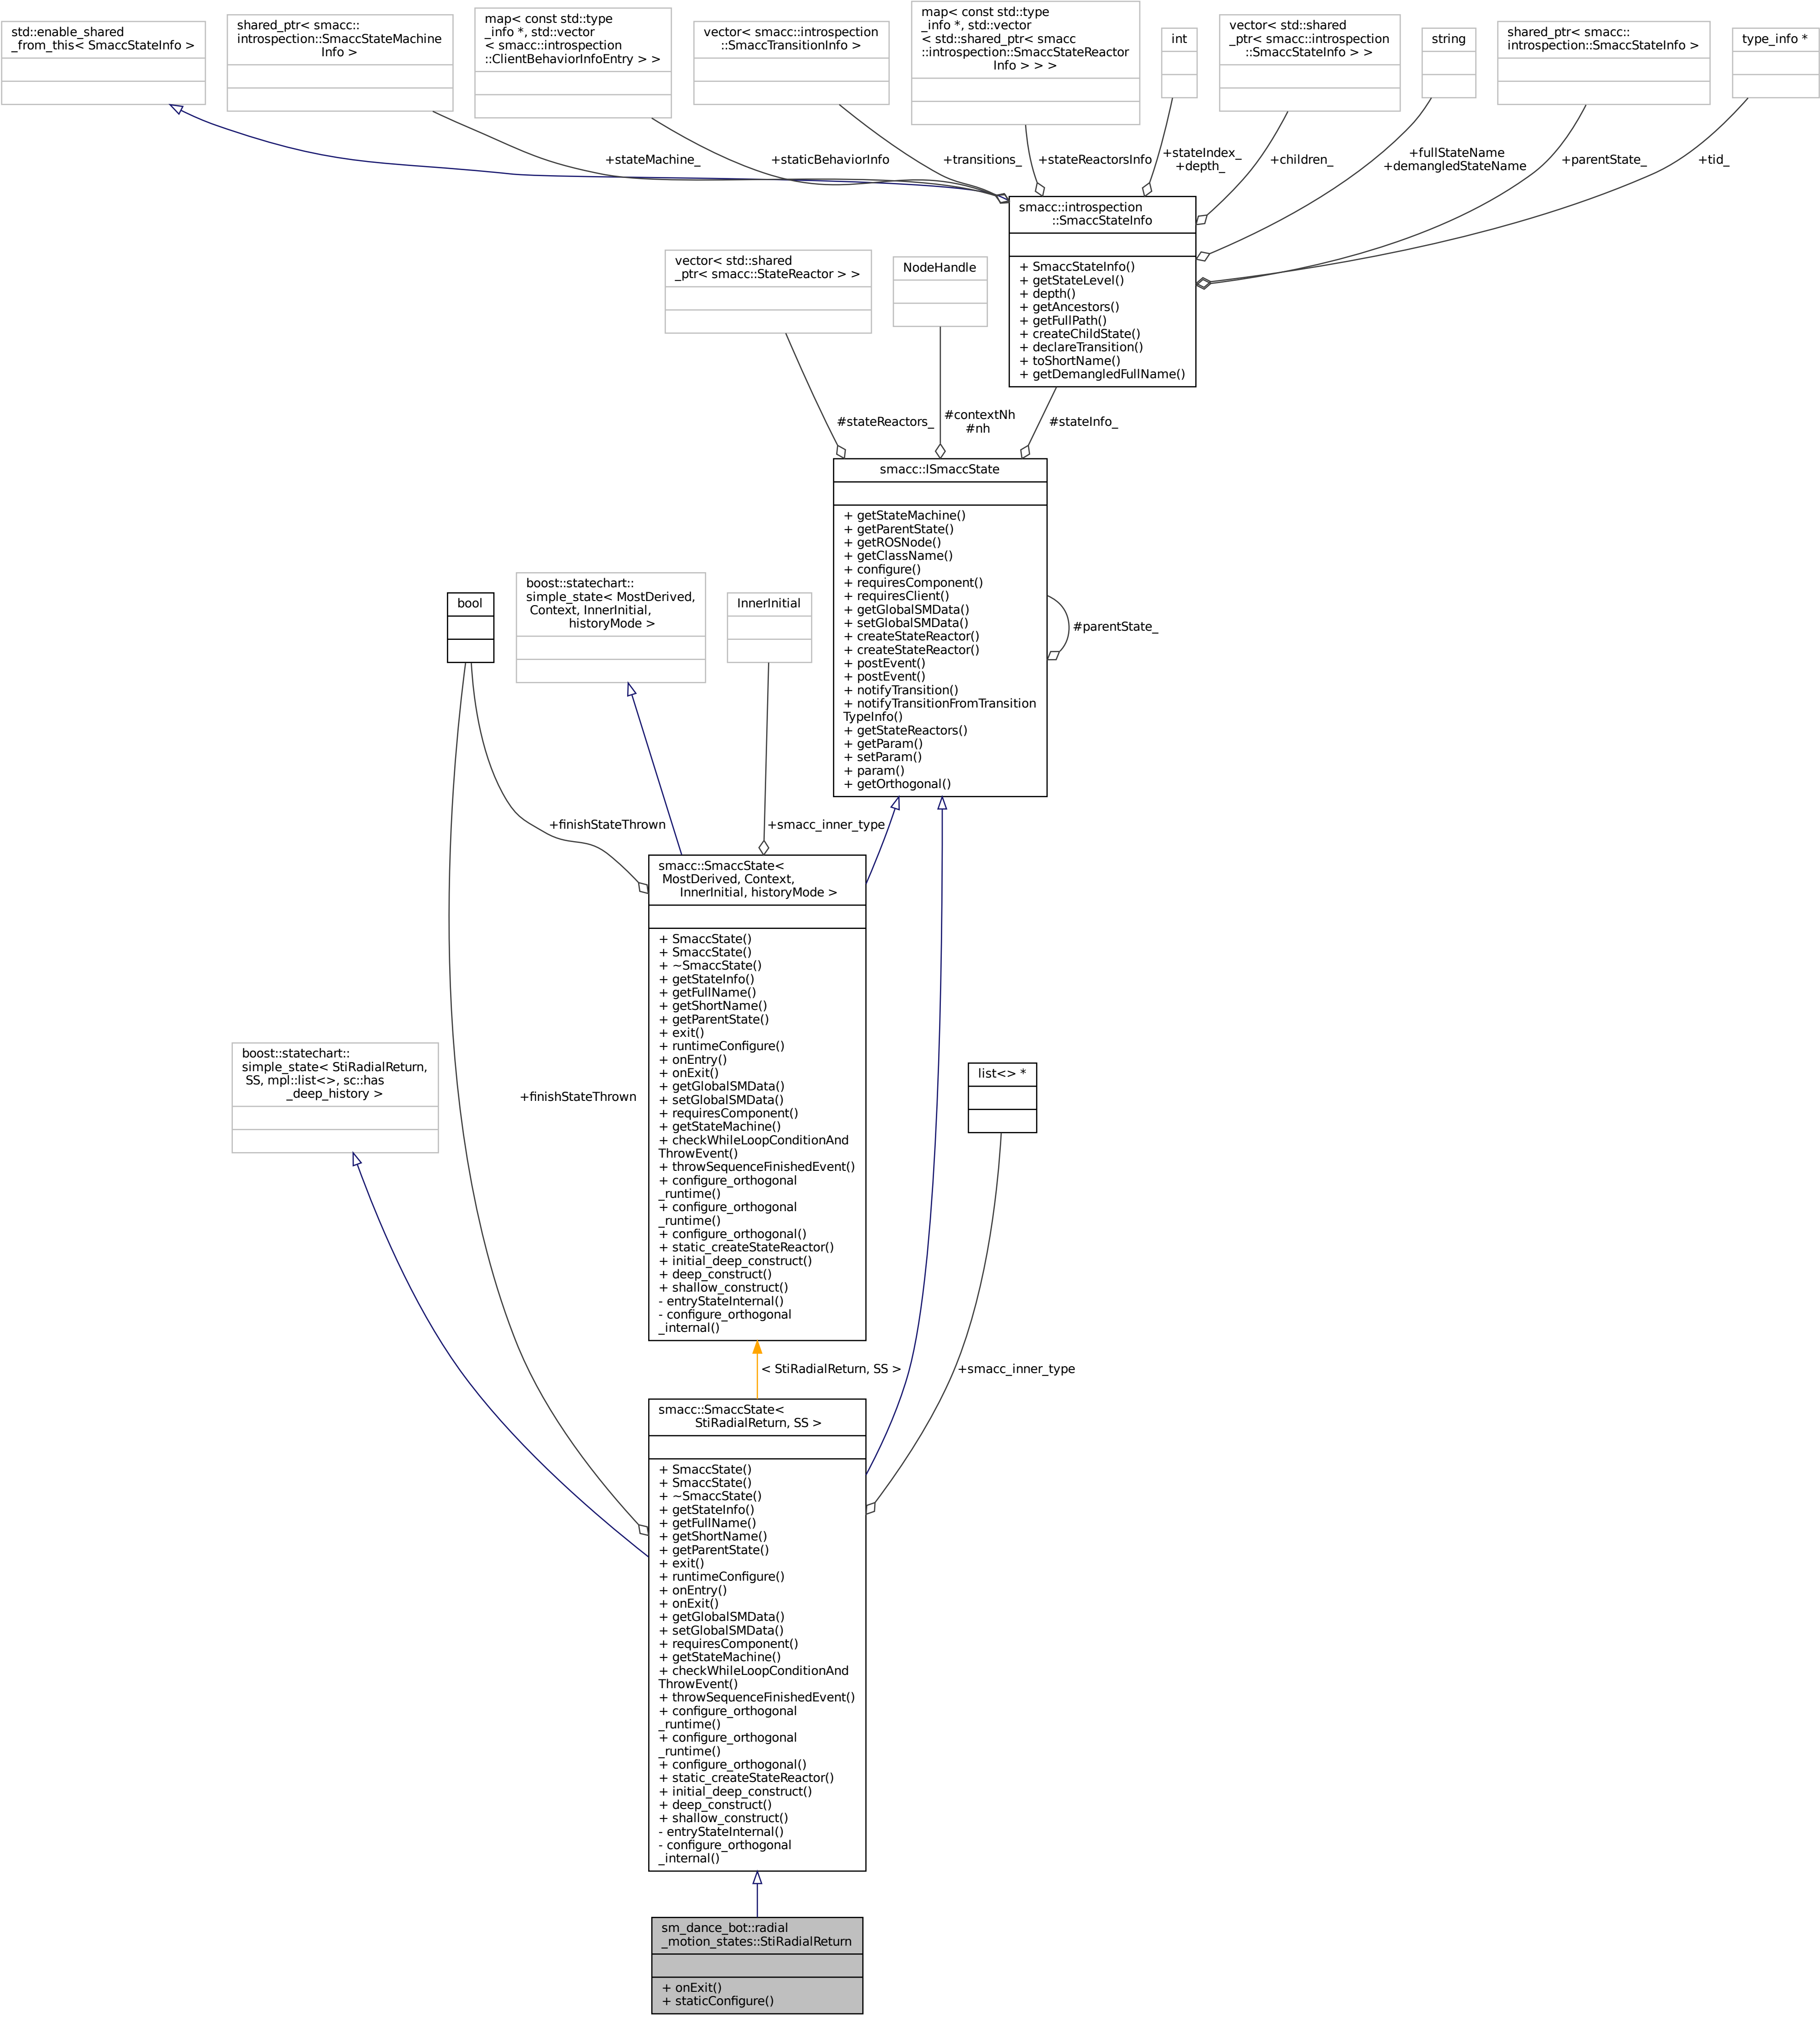 std::enable_shared
_from_this< SmaccStateInfo >
shared_ptr< smacc::
introspection::SmaccStateMachine
Info >
map< const std::type
_info *, std::vector
< smacc::introspection
::ClientBehaviorInfoEntry > >
vector< smacc::introspection
::SmaccTransitionInfo >
map< const std::type
_info *, std::vector
< std::shared_ptr< smacc
::introspection::SmaccStateReactor
Info > > >
int
vector< std::shared
_ptr< smacc::introspection
::SmaccStateInfo > >
string
shared_ptr< smacc::
introspection::SmaccStateInfo >
type_info *
+stateMachine_
+staticBehaviorInfo
+transitions_
+stateReactorsInfo
+stateIndex_
+depth_
+children_
+fullStateName
+demangledStateName
+parentState_
+tid_
smacc::introspection
::SmaccStateInfo
+ SmaccStateInfo()
+ getStateLevel()
+ depth()
+ getAncestors()
+ getFullPath()
+ createChildState()
+ declareTransition()
+ toShortName()
+ getDemangledFullName()
vector< std::shared
_ptr< smacc::StateReactor > >
NodeHandle
#stateReactors_
#contextNh
#nh
#stateInfo_
smacc::ISmaccState
+ getStateMachine()
+ getParentState()
+ getROSNode()
+ getClassName()
+ configure()
+ requiresComponent()
+ requiresClient()
+ getGlobalSMData()
+ setGlobalSMData()
+ createStateReactor()
+ createStateReactor()
+ postEvent()
+ postEvent()
+ notifyTransition()
+ notifyTransitionFromTransition
TypeInfo()
+ getStateReactors()
+ getParam()
+ setParam()
+ param()
+ getOrthogonal()
#parentState_
bool
boost::statechart::
simple_state< MostDerived,
Context, InnerInitial,
historyMode >
InnerInitial
+finishStateThrown
+smacc_inner_type
smacc::SmaccState<
MostDerived, Context,
InnerInitial, historyMode >
+ SmaccState()
+ SmaccState()
+ ~SmaccState()
+ getStateInfo()
+ getFullName()
+ getShortName()
+ getParentState()
+ exit()
+ runtimeConfigure()
+ onEntry()
+ onExit()
+ getGlobalSMData()
+ setGlobalSMData()
+ requiresComponent()
+ getStateMachine()
+ checkWhileLoopConditionAnd
ThrowEvent()
+ throwSequenceFinishedEvent()
+ configure_orthogonal
_runtime()
+ configure_orthogonal
_runtime()
+ configure_orthogonal()
+ static_createStateReactor()
+ initial_deep_construct()
+ deep_construct()
+ shallow_construct()
- entryStateInternal()
- configure_orthogonal
_internal()
boost::statechart::
simple_state< StiRadialReturn,
SS, mpl::list<>, sc::has
_deep_history >
+finishStateThrown
list<> *
< StiRadialReturn, SS >
+smacc_inner_type
smacc::SmaccState<
StiRadialReturn, SS >
+ SmaccState()
+ SmaccState()
+ ~SmaccState()
+ getStateInfo()
+ getFullName()
+ getShortName()
+ getParentState()
+ exit()
+ runtimeConfigure()
+ onEntry()
+ onExit()
+ getGlobalSMData()
+ setGlobalSMData()
+ requiresComponent()
+ getStateMachine()
+ checkWhileLoopConditionAnd
ThrowEvent()
+ throwSequenceFinishedEvent()
+ configure_orthogonal
_runtime()
+ configure_orthogonal
_runtime()
+ configure_orthogonal()
+ static_createStateReactor()
+ initial_deep_construct()
+ deep_construct()
+ shallow_construct()
- entryStateInternal()
- configure_orthogonal
_internal()
sm_dance_bot::radial
_motion_states::StiRadialReturn
+ onExit()
+ staticConfigure()